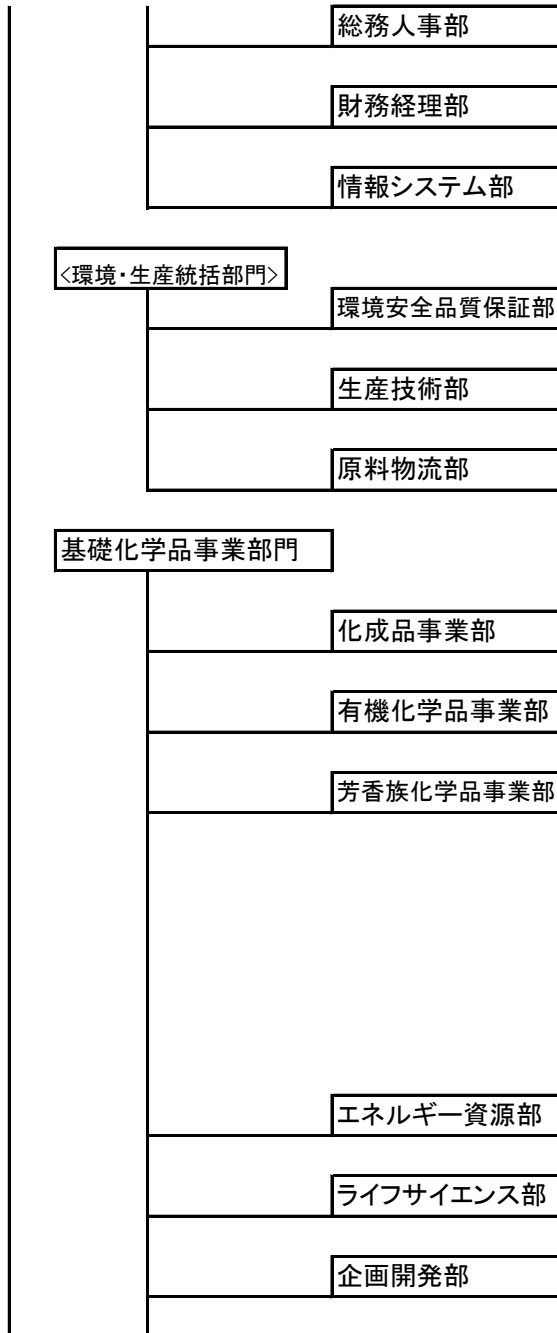 総務人事部
財務経理部
情報システム部
<環境・生産統括部門>
環境安全品質保証部
生産技術部
原料物流部
基礎化学品事業部門
化成品事業部
有機化学品事業部
芳香族化学品事業部
エネルギー資源部
ライフサイエンス部
企画開発部